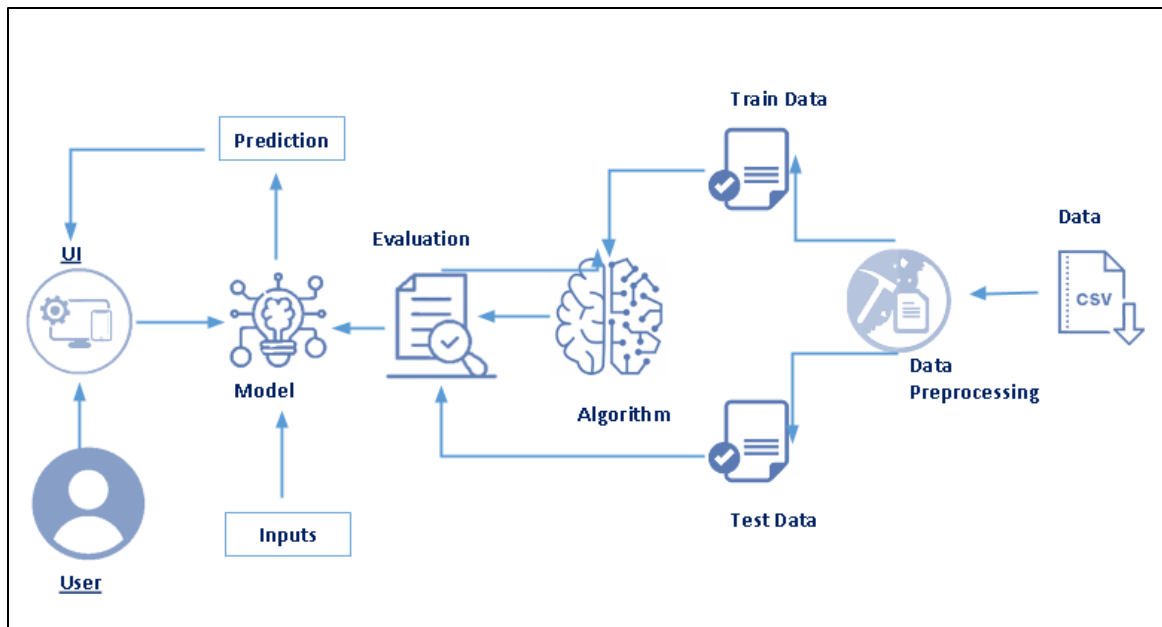 Train Data
Prediction
Data
Evaluation
UI
CSV
Data
Preprocessing
Model
Algorithm
Test Data
Inputs
User